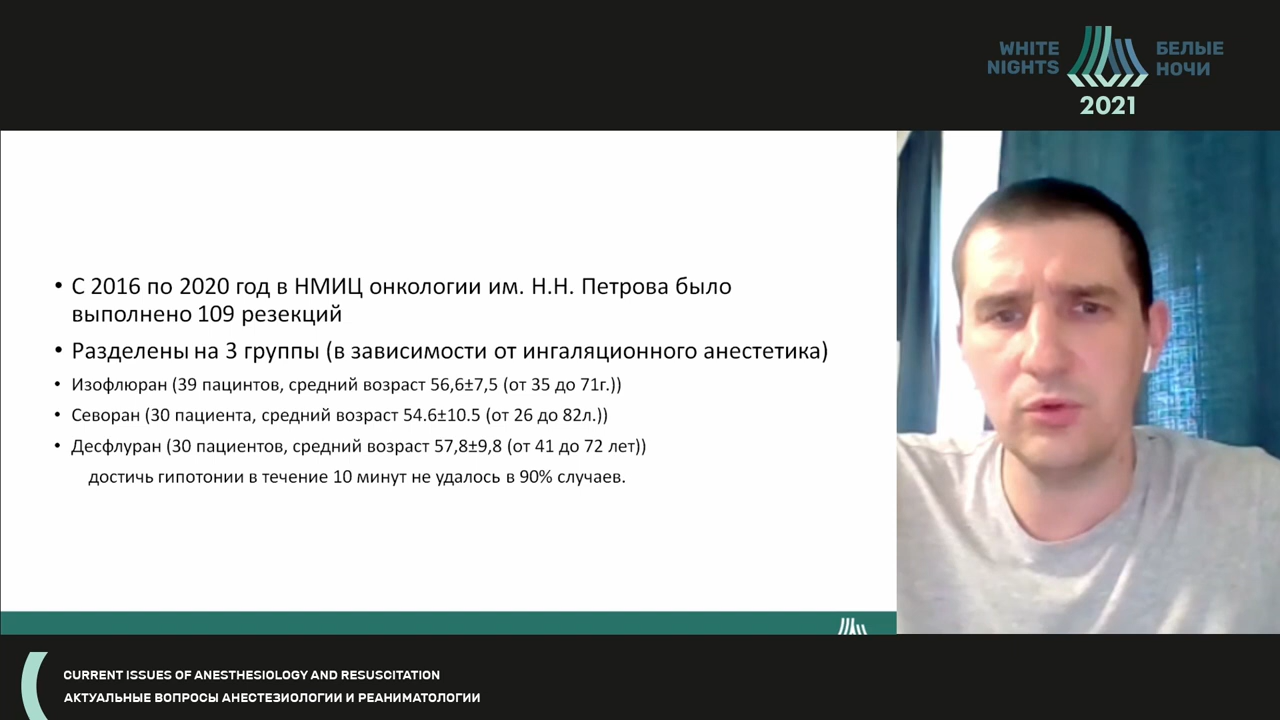 WHITE
NIGHTS
БЕЛЫЕ
НОЧИ
2021
• С 2016 по 2020 год в НМИЦ онкологии им. Н.Н. Петрова было
выполнено 109 резекций
• Разделены на 3 группы (в зависимости от ингаляционного анестетика)
• Изофлюран (39 пацинтов, средний возраст 56,6±7,5 (от 35 до 71г.))
• Севоран (30 пациента, средний возраст 54.6±10.5 (от 26 до 82л.))
• Десфлуран (30 пациентов, средний возраст 57,8±9,8 (от 41 до 72 лет))
достичь гипотонии в течение 10 минут не удалось в 90% случаев.
CURRENT ISSUES OF ANESTHESIOLOGY AND RESUSCITATION
АКТУАЛЬНЫЕ ВОПРОСЫ АНЕСТЕЗИОЛОГИИ И РЕАНИМАТОЛОГИИ